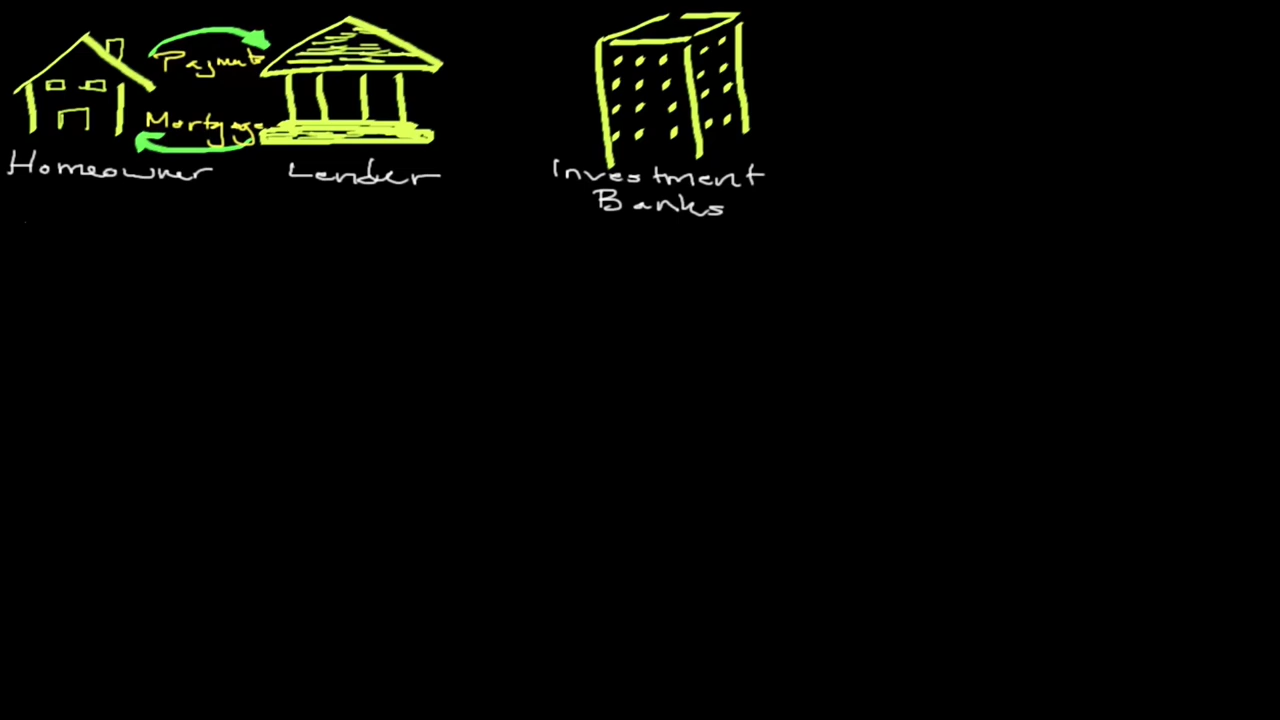 Payments
Mortgage
Homeowner
Lender
Investment
Banks